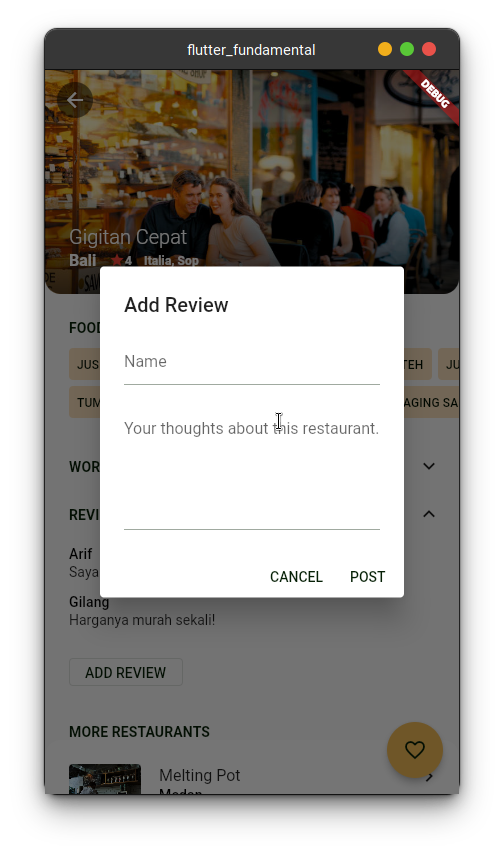 flutter_fundamental
DEBUG
Gigitan Cepat
Bali 4 Italia, Sop
Add Review
FOOD
JUS TEH JU
Name
TUM AGING SA
Your thoughts about this restaurant.
WOR
REVI
Arif
Saya
CANCEL POST
Gilang
Harganya murah sekali!
ADD REVIEW
MORE RESTAURANTS
Melting Pot
Medan